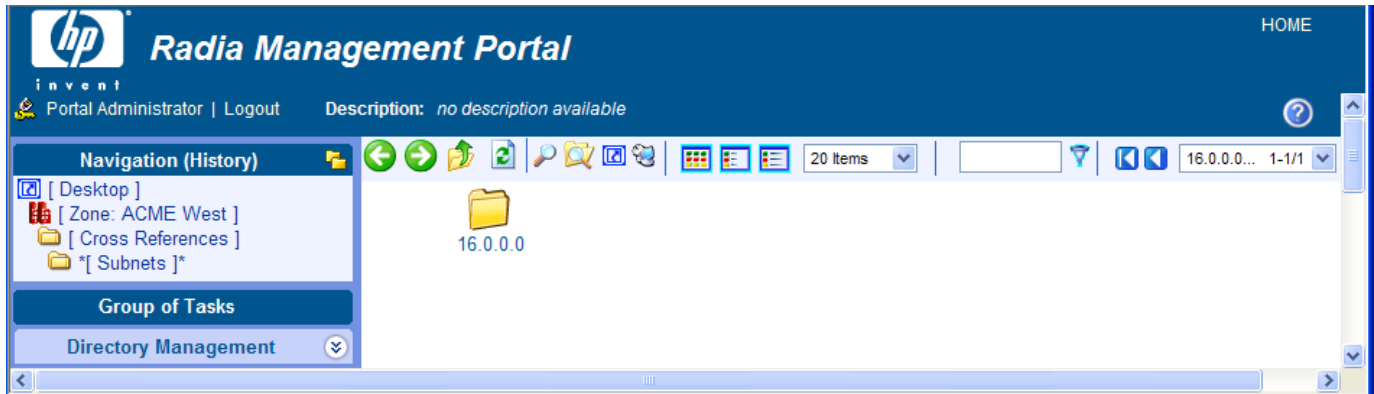 HOME
hp
Radia Management Portal
invent
Portal Administrator | Logout Description: no description available
?
Navigation (History)
20 Items
16.0.0.0... 1-1/1
[ Desktop ]
[ Zone: ACME West ]
[ Cross References ]
*[ Subnets ]*
16.0.0.0
Group of Tasks
Directory Management